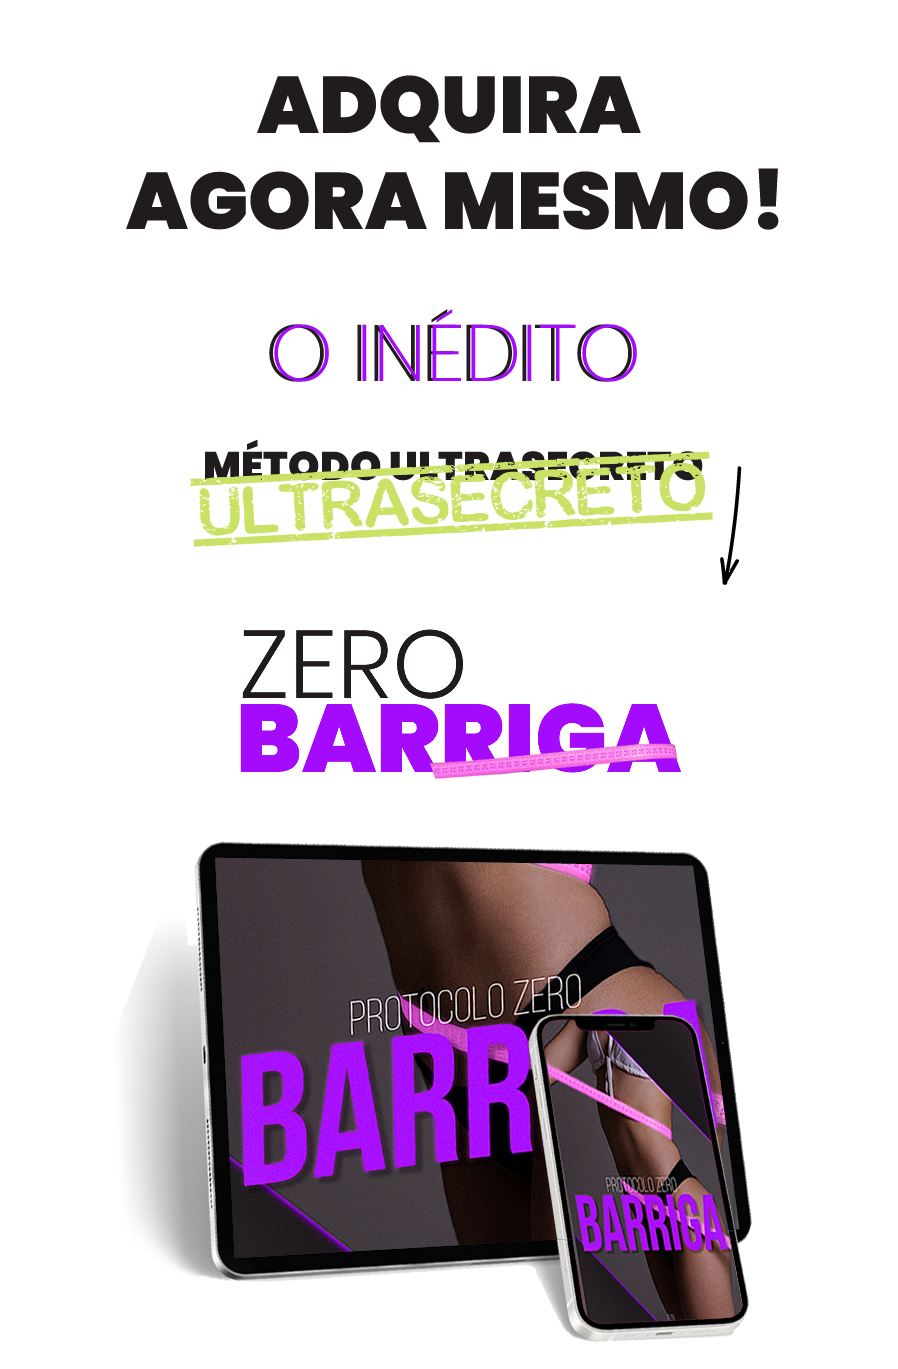 ADQUIRA
AGORA MESMO!
O INÉDITO
MÉTODO ULTRASECRETO
ULTRASECRETO
ZERO
BARRIGA
PROTOCOLO ZERO
BARR
PROTOCOLO ZERO
BARRIGA